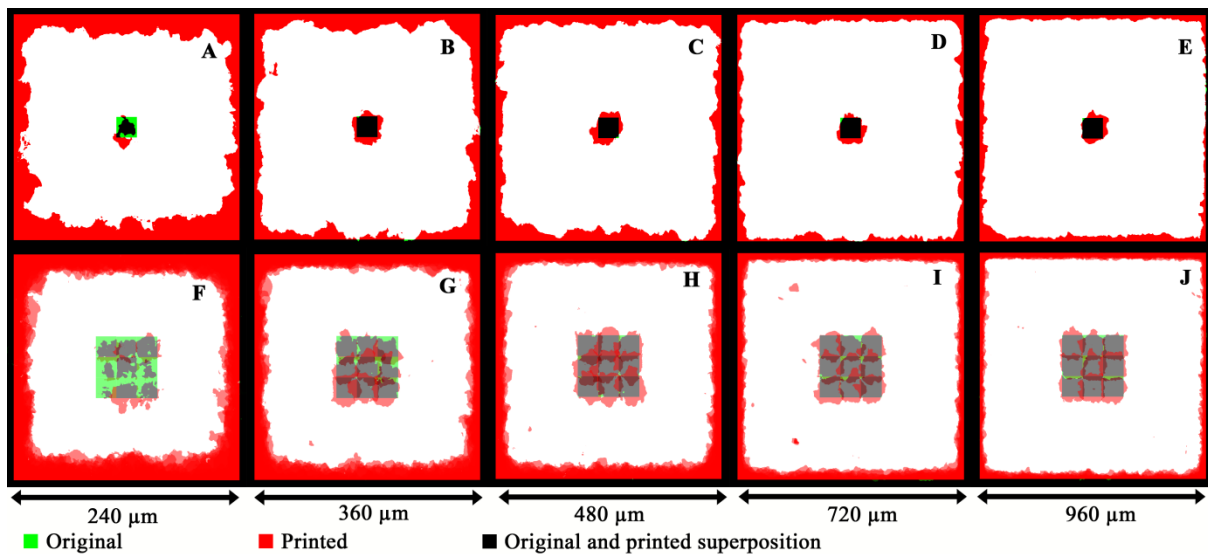 A B C D E
F G H I J
240 µm 360 µm 480 µm 720 µm 960 µm
Original Printed Original and printed superposition